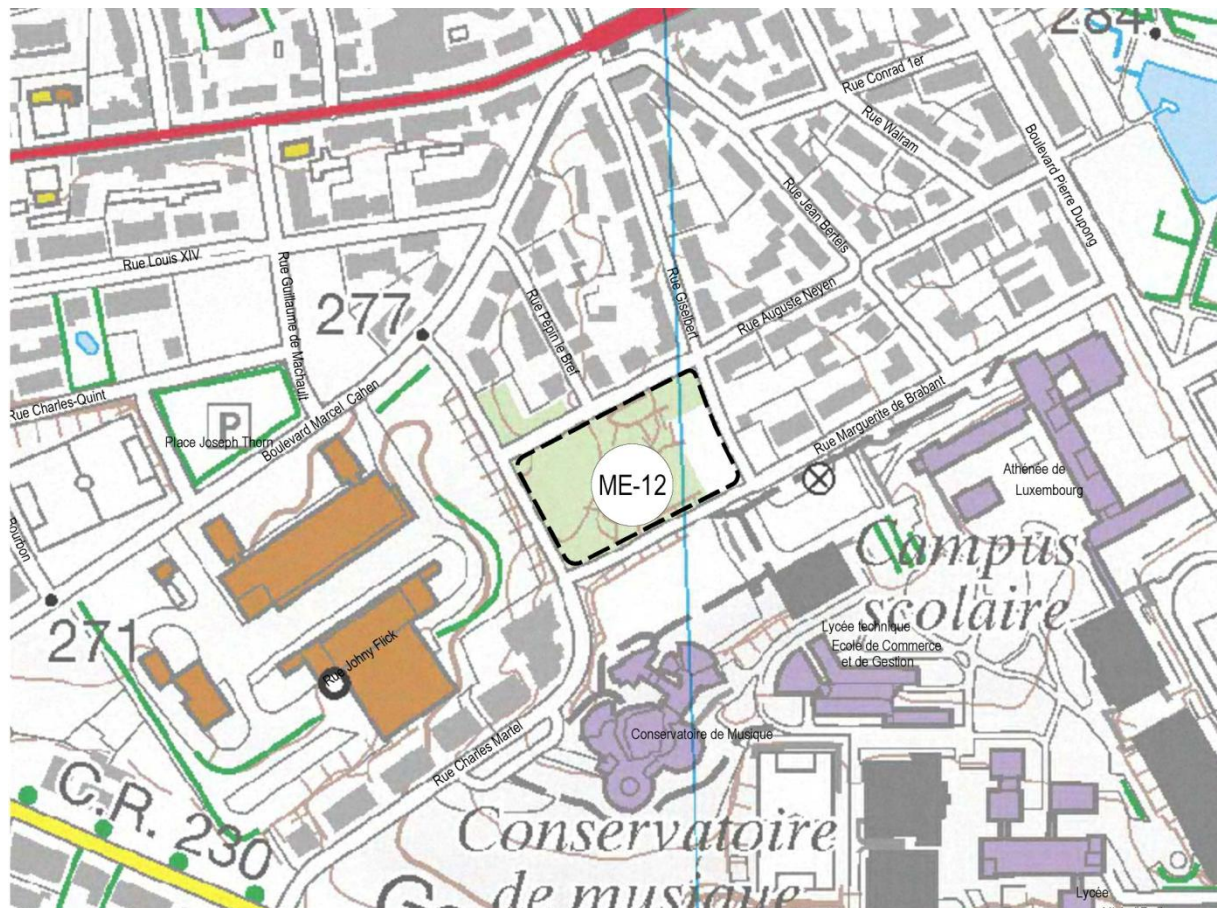 284
Rue Conrad 1er
Rue Walram
Boulevard Pierre Dupong
Rue Jean Bertels
Rue Louis XIV
Rue Guillaume de Machault
277
Rue Pépin le Bref
Rue Giselbert
Rue Auguste Neyen
Rue Charles-Quint
P
Place Joseph Thorn
Boulevard Marcel Cahen
Rue Marguerite de Brabant
ME-12
Athénée de
Luxembourg
Bourbon
Campus
scolaire
271
Rue Johny Flick
Lycée technique
Ecole de Commerce
et de Gestion
Conservatoire de Musique
Rue Charles Martel
C.R. 230
Conservatoire
de musique
G.
Lycée